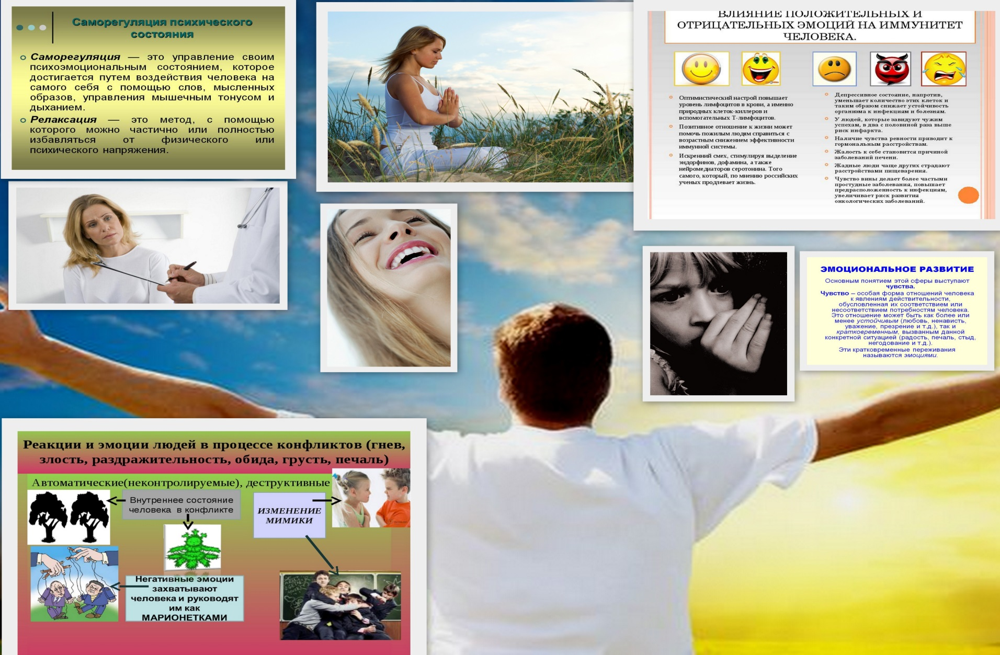 Саморегуляция психического
состояния
Саморегуляция — это управление своим
психоэмоциональным состоянием, которое
достигается путем воздействия человека на
самого себя с помощью слов, мысленных
образов, управления мышечным тонусом и
дыханием.
Релаксация — это метод, с помощью
которого можно частично или полностью
избавляться от физического или
психического напряжения.
ВЛИЯНИЕ ПОЛОЖИТЕЛЬНЫХ И
ОТРИЦАТЕЛЬНЫХ ЭМОЦИЙ НА ИММУНИТЕТ
ЧЕЛОВЕКА.
Оптимистический настрой повышает
уровень лимфоцитов в крови, а именно
природных клеток-киллеров и
вспомогательных Т-лимфоцитов.
Позитивное отношение к жизни может
помочь пожилым людям справиться с
возрастным снижением эффективности
иммунной системы.
Искренний смех, стимулируя выделение
эндорфинов, дофамина, а также
нейромедиаторов серотонина. Того
самого, который, по мнению российских
ученых продлевает жизнь.
Депрессивное состояние, напротив,
уменьшает количество этих клеток и
таким образом снижает устойчивость
организма к инфекциям и болезням.
У людей, которые завидуют чужим
успехам, в два с половиной раза выше
риск инфаркта.
Наличие чувства ревности приводит к
гормональным расстройствам.
Жалость к себе становится причиной
заболеваний печени.
Жадные люди чаще других страдают
расстройствами пищеварения.
Чувство вины делает более частыми
простудные заболевания, повышает
предрасположенность к инфекциям,
увеличивает риск развития
онкологических заболеваний.
ЭМОЦИОНАЛЬНОЕ РАЗВИТИЕ
Основным понятием этой сферы выступают
чувства.
Чувство – особая форма отношений человека
к явлениям действительности,
обусловленная их соответствием или
несоответствием потребностям человека.
Это отношение может быть как более или
менее устойчивым (любовь, ненависть,
уважение, презрение и т.д.), так и
кратковременным, вызванным данной
конкретной ситуацией (радость, печаль, стыд,
негодование и т.д.).
Эти кратковременные переживания
называются эмоциями.
Реакции и эмоции людей в процессе конфликтов (гнев,
злость, раздражительность, обида, грусть, печаль)
Автоматические(неконтролируемые), деструктивные
Внутреннее состояние
человека в конфликте
ИЗМЕНЕНИЕ
МИМИКИ
Негативные эмоции
захватывают
человека и руководят
им как
МАРИОНЕТКАМИ